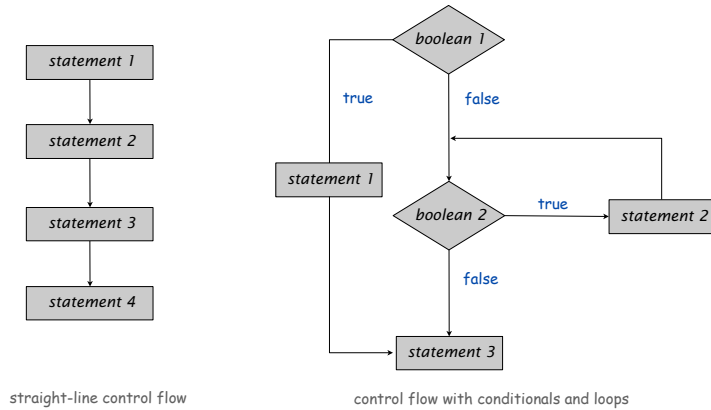 statement 1
statement 2
statement 3
statement 4
straight-line control flow
boolean 1
true
false
statement 1
boolean 2
true
statement 2
false
statement 3
control flow with conditionals and loops